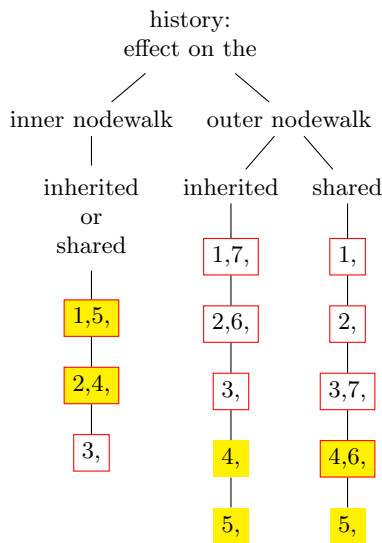 history:
effect on the
inner nodewalk
outer nodewalk
inherited
or
shared
inherited
shared
1,5,
2,4,
3,
1,7,
2,6,
3,
4,
5,
1,
2,
3,7,
4,6,
5,